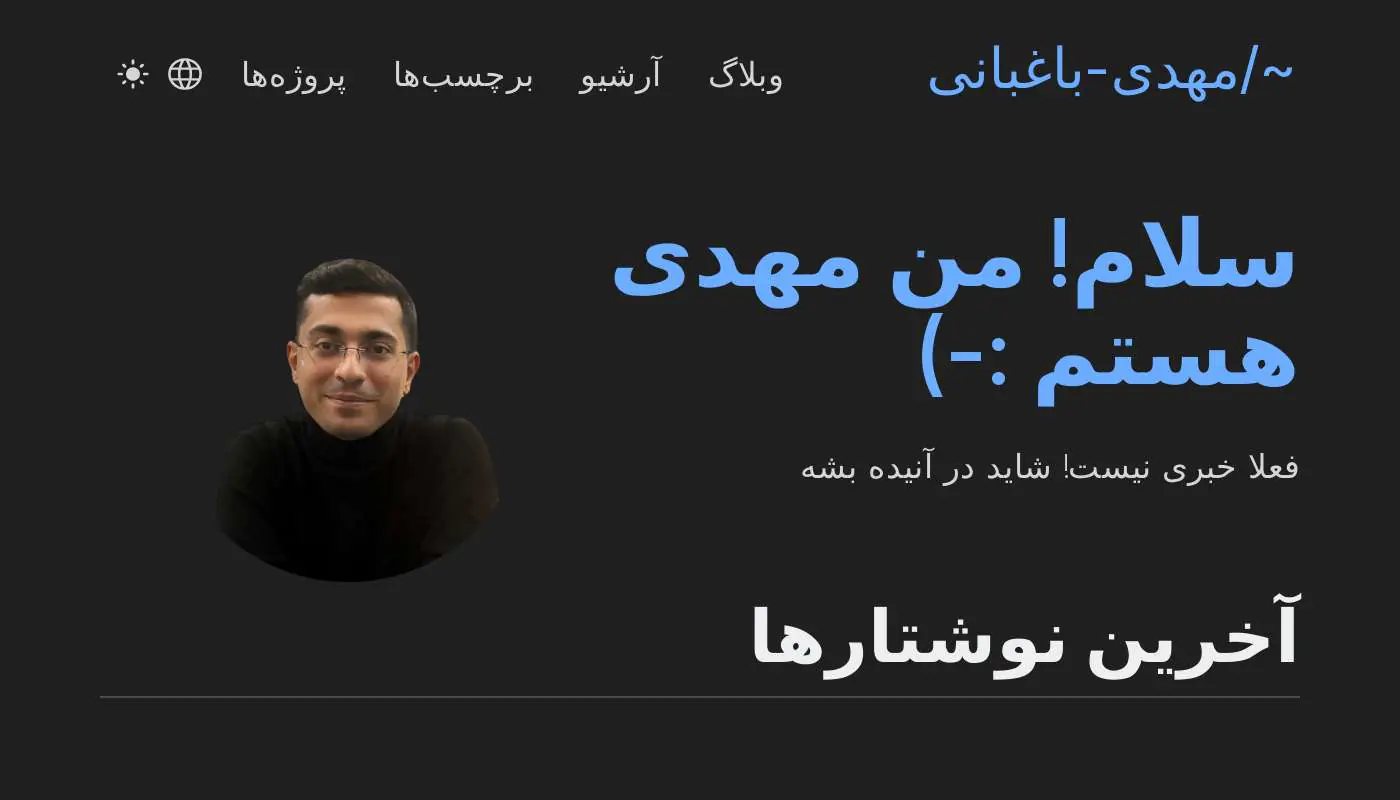 ~/مهدی-باغبانی
وبلاگ آرشیو برچسب‌ها پروژه‌ها
سلام! من مهدی
هستم :-)
فعلا خبری نیست! شاید در آنیده بشه
آخرین نوشتارها